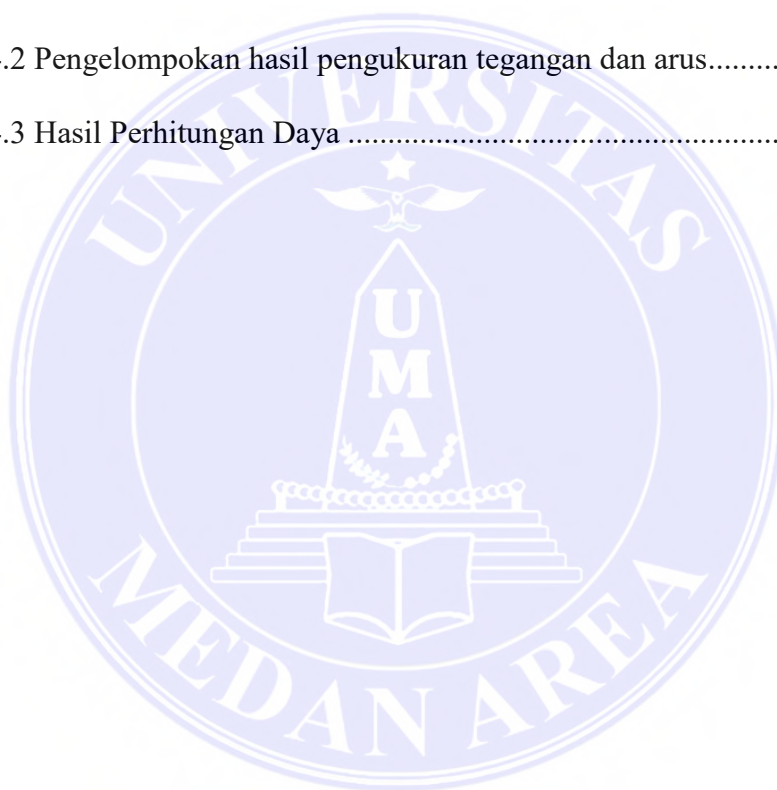 .2 Pengelompokan hasil pengukuran tegangan dan arus.........
.3 Hasil Perhitungan Daya ................................................
UNIVERSITAS
U
M
A
MEDAN AREA